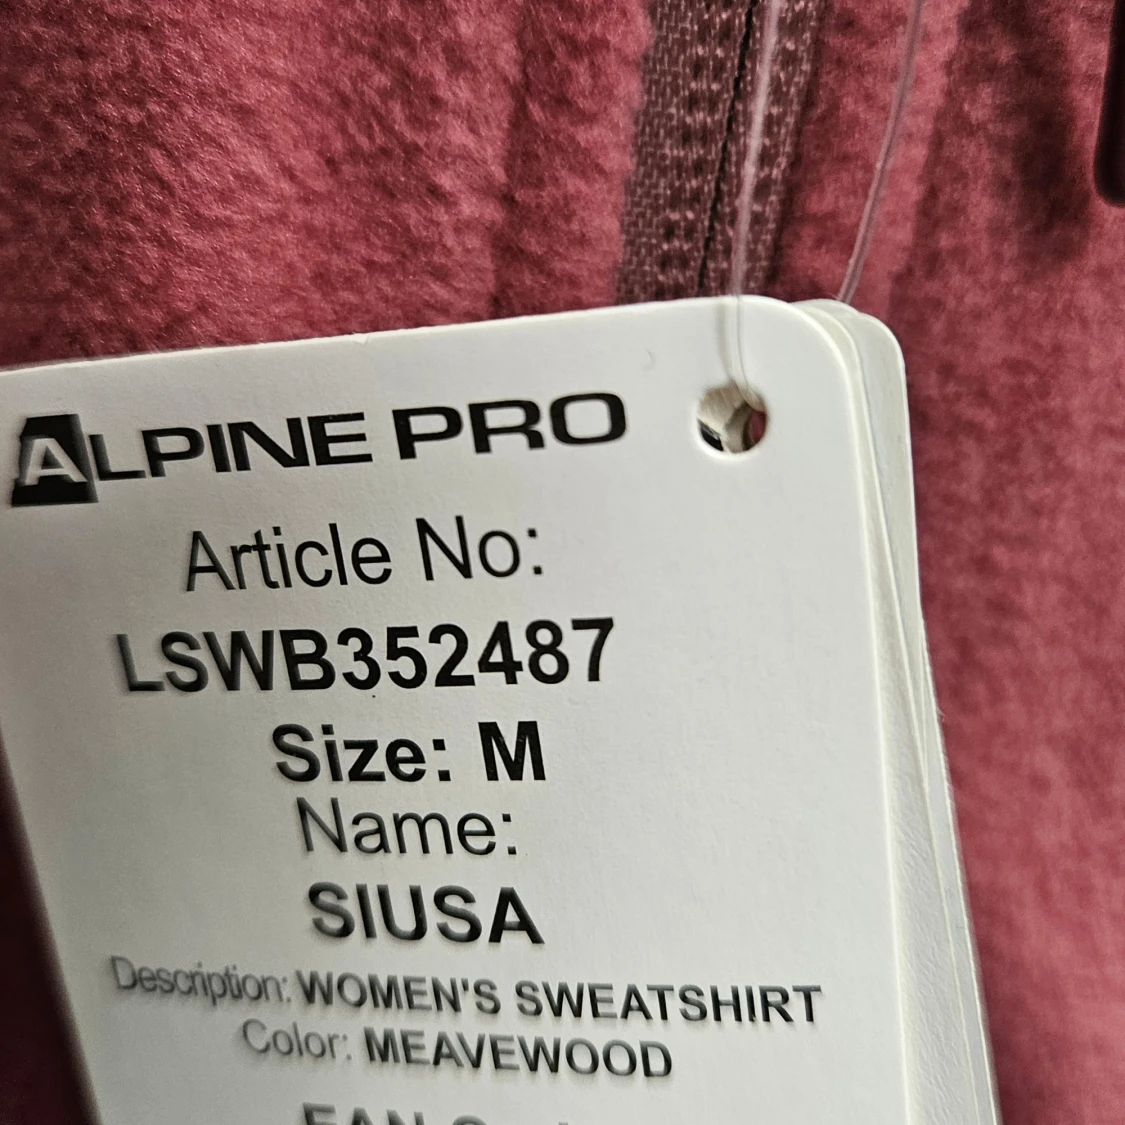 ALPINE PRO
Article No:
LSWB352487
Size: M
Name:
SIUSA
Description: WOMEN'S SWEATSHIRT
Color: MEAVEWOOD